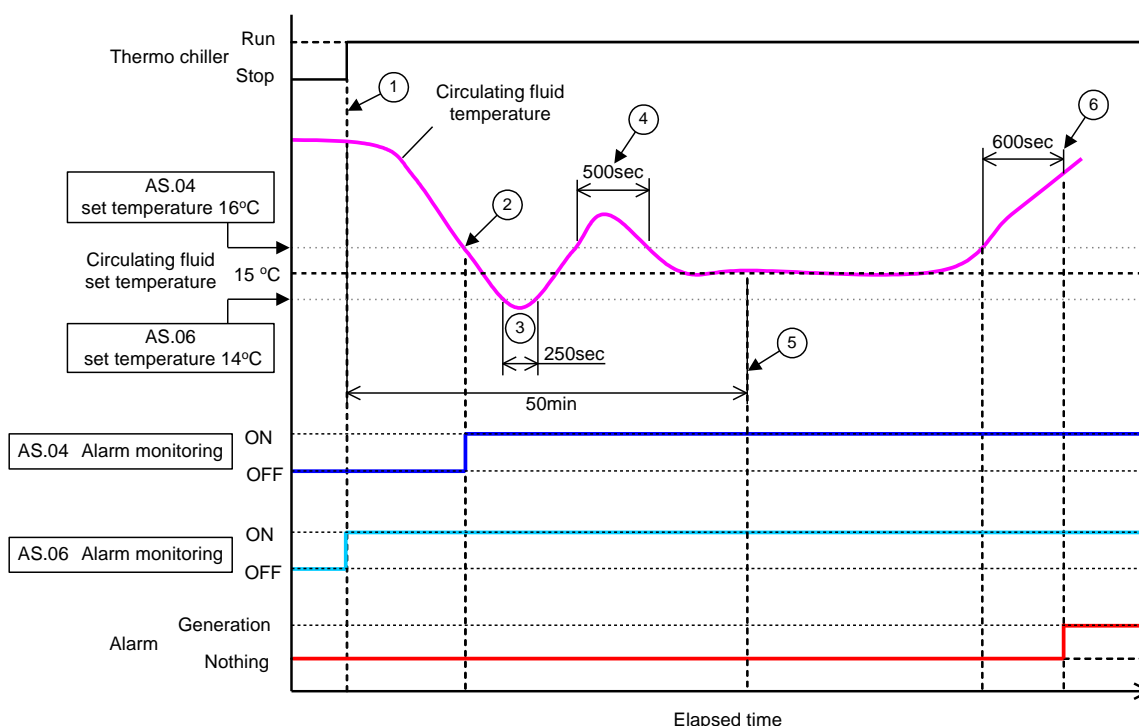 Run
Thermo chiller
Stop
1
Circulating fluid
temperature
4
6
500sec
600sec
AS.04
set temperature 16°C
2
Circulating fluid
set temperature
15 °C
AS.06
set temperature 14°C
3
250sec
5
50min
AS.04 Alarm monitoring
ON
OFF
AS.06 Alarm monitoring
ON
OFF
Alarm
Generation
Nothing
Elapsed time